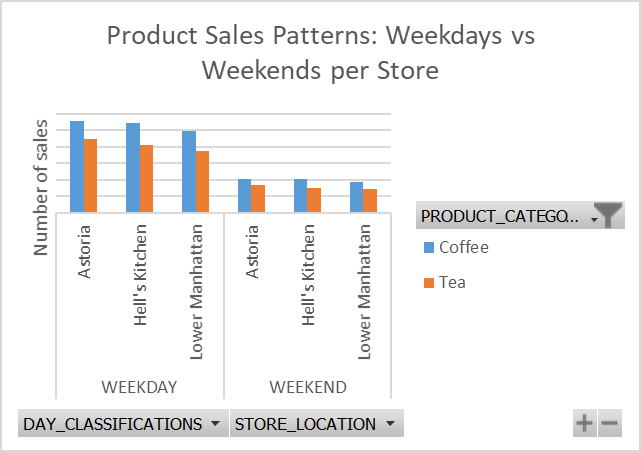 Product Sales Patterns: Weekdays vs
Weekends per Store
Number of sales
Astoria
Hell's Kitchen
Lower Manhattan
Astoria
Hell's Kitchen
Lower Manhattan
WEEKDAY
WEEKEND
PRODUCT_CATEGO...
Coffee
Tea
DAY_CLASSIFICATIONS
STORE_LOCATION